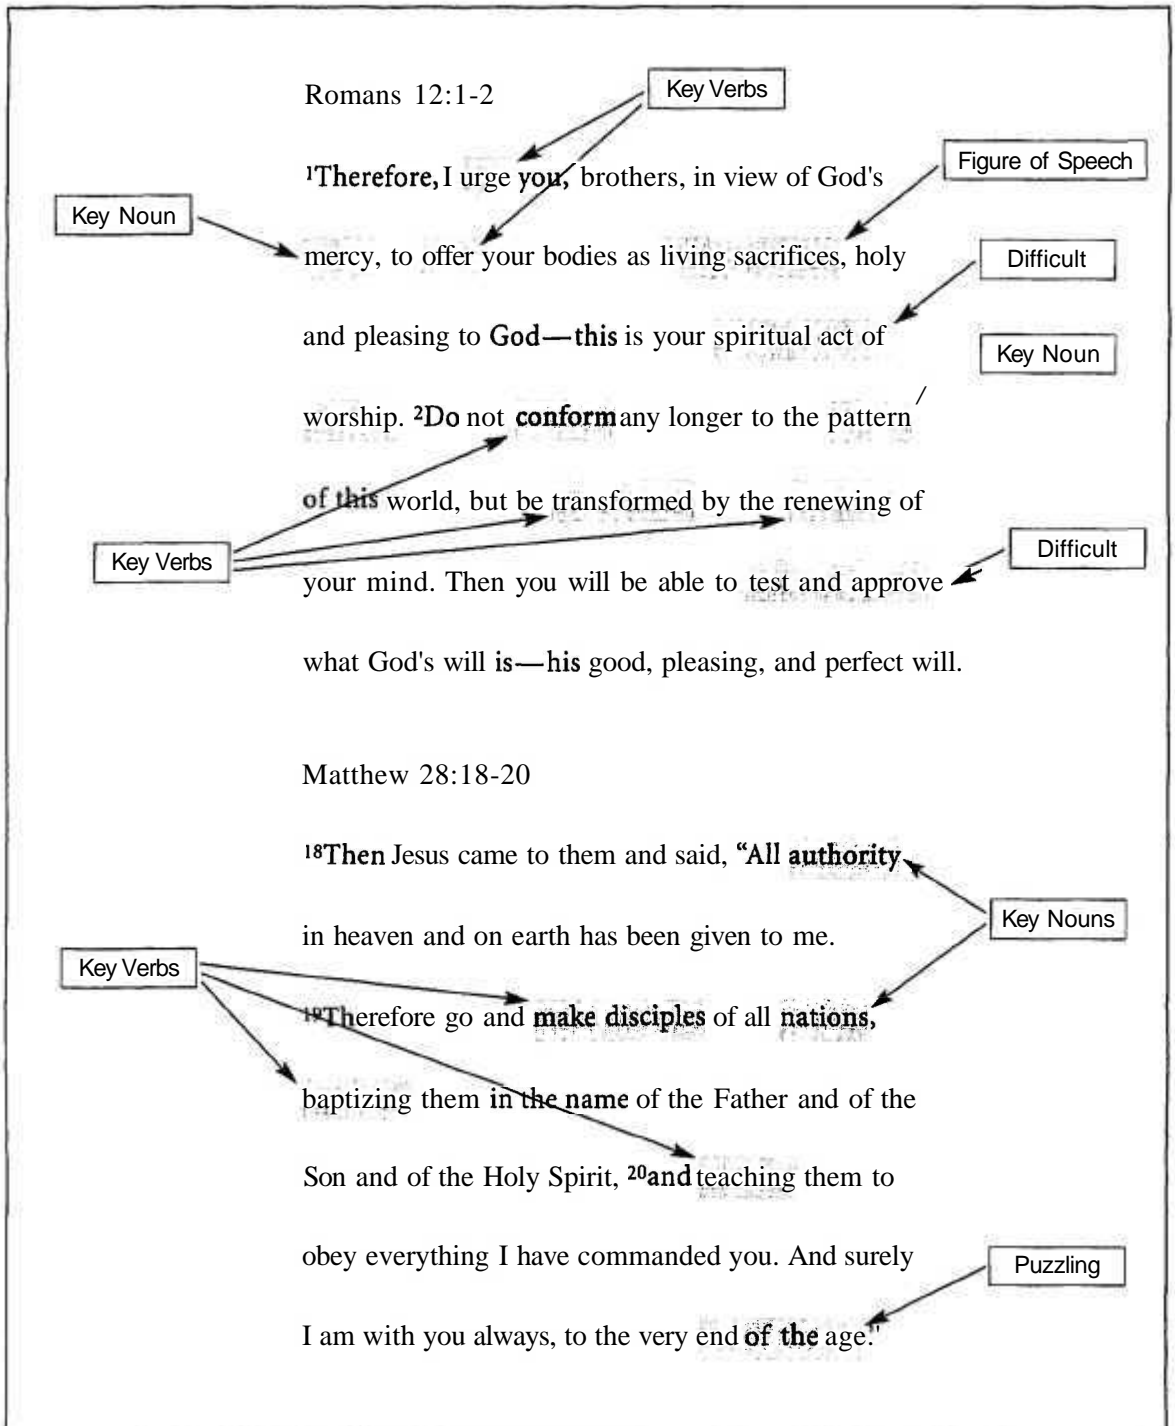 Romans 12:1-2
Key Verbs
¹Therefore, I urge you, brothers, in view of God's
Figure of Speech
Key Noun
mercy, to offer your bodies as living sacrifices, holy
Difficult
and pleasing to God—this is your spiritual act of
Key Noun
worship. ²Do not conform any longer to the pattern
of this world, but be transformed by the renewing of
Key Verbs
Difficult
your mind. Then you will be able to test and approve
what God's will is—his good, pleasing, and perfect will.
Matthew 28:18-20
¹⁸Then Jesus came to them and said, "All authority
Key Nouns
in heaven and on earth has been given to me.
Key Verbs
¹⁹Therefore go and make disciples of all nations,
baptizing them in the name of the Father and of the
Son and of the Holy Spirit, ²⁰and teaching them to
obey everything I have commanded you. And surely
Puzzling
I am with you always, to the very end of the age."